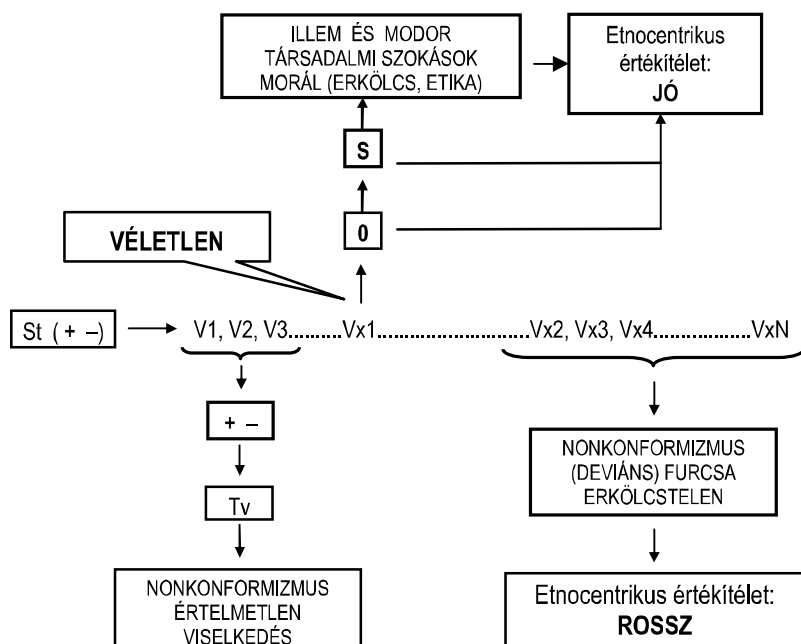 ILLEM ÉS MODOR
TÁRSADALMI SZOKÁSOK
MORÁL (ERKÖLCS, ETIKA)
Etnocentrikus
értékítélet:
JÓ
S
0
VÉLETLEN
St ( + – )
V1, V2, V3.......Vx1...........................Vx2, Vx3, Vx4..............VxN
+ –
Tv
NONKONFORMIZMUS
ÉRTELMETLEN
VISELKEDÉS
NONKONFORMIZMUS
(DEVIÁNS) FURCSA
ERKÖLCSTELEN
Etnocentrikus értékítélet:
ROSSZ